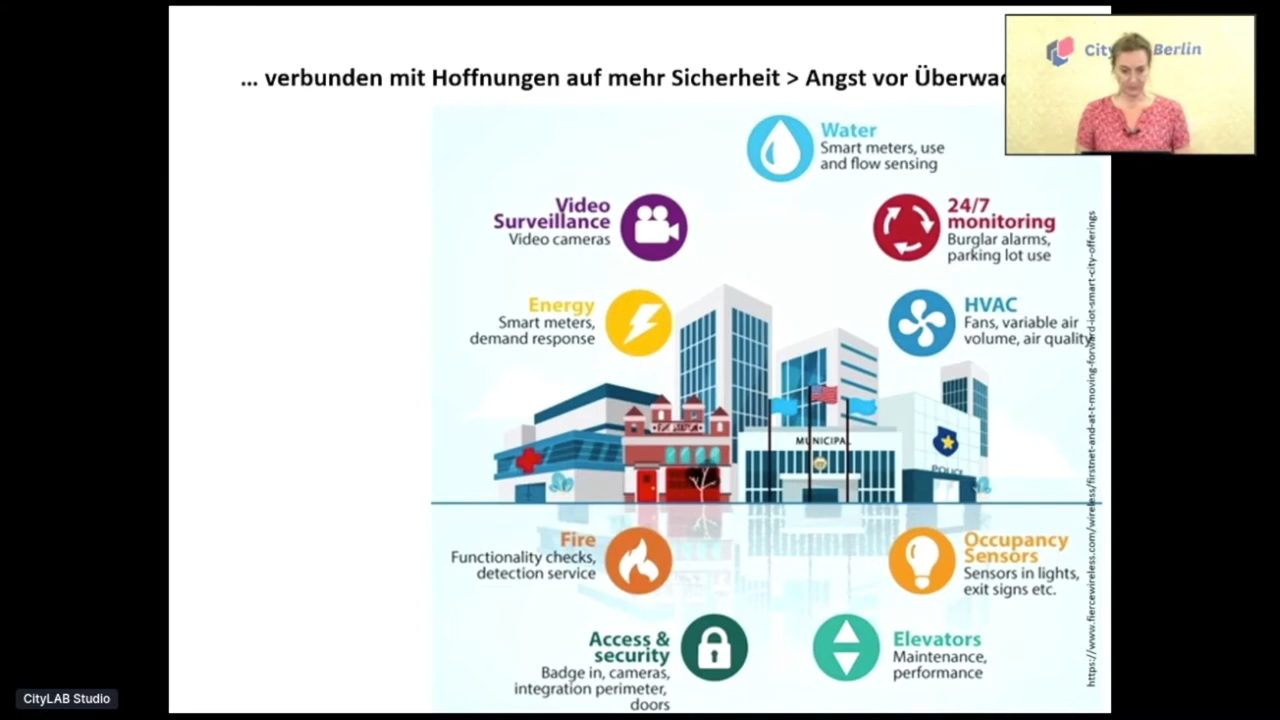 ... verbunden mit Hoffnungen auf mehr Sicherheit > Angst vor
Berlin
Water
Smart meters, use
and flow sensing
Video
Surveillance
Video cameras
24/7
monitoring
Burglar alarms,
parking lot use
Energy
Smart meters,
demand response
HVAC
Fans, variable air
volume, air quality
MUNICIPAL
POLICE
Fire
Functionality checks,
detection service
Occupancy
Sensors
Sensors in lights,
exit signs etc.
Access &
security
Badge in, cameras,
integration perimeter,
doors
Elevators
Maintenance,
performance
https://www.fiercewireless.com/wireless/firstnet-and-at-t-moving-forward-iot-smart-city-offerings
CityLAB Studio